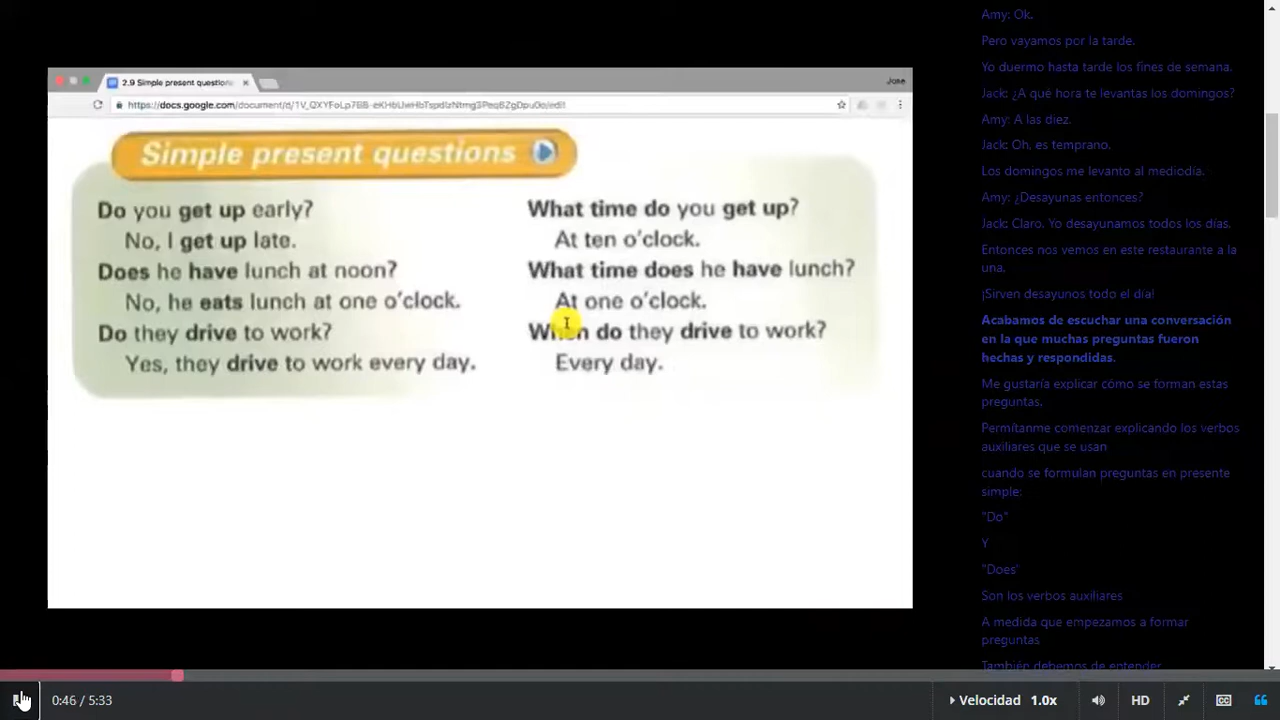 2.9 Simple present question
Jose
Simple present questions
Do you get up early?
No, I get up late.
Does he have lunch at noon?
No, he eats lunch at one o'clock.
Do they drive to work?
Yes, they drive to work every day.
What time do you get up?
At ten o'clock.
What time does he have lunch?
At one o'clock.
When do they drive to work?
Every day.
Amy: Ok.
Pero vayamos por la tarde.
Yo duermo hasta tarde los fines de semana.
Jack: ¿A qué hora te levantas los domingos?
Amy: A las diez.
Jack: Oh, es temprano.
Los domingos me levanto al mediodía.
Amy: ¿Desayunas entonces?
Jack: Claro. Yo desayunamos todos los días.
Entonces nos vemos en este restaurante a la
una.
¡Sirven desayunos todo el día!
Acabamos de escuchar una conversación
en la que muchas preguntas fueron
hechas y respondidas.
Me gustaría explicar cómo se forman estas
preguntas.
Permítanme comenzar explicando los verbos
auxiliares que se usan
cuando se formulan preguntas en presente
simple:
"Do"
Y
"Does'
Son los verbos auxiliares
A medida que empezamos a formar
preguntas
También debemos de entender
0:46 / 5:33
Velocidad 1.0x
HD
CC